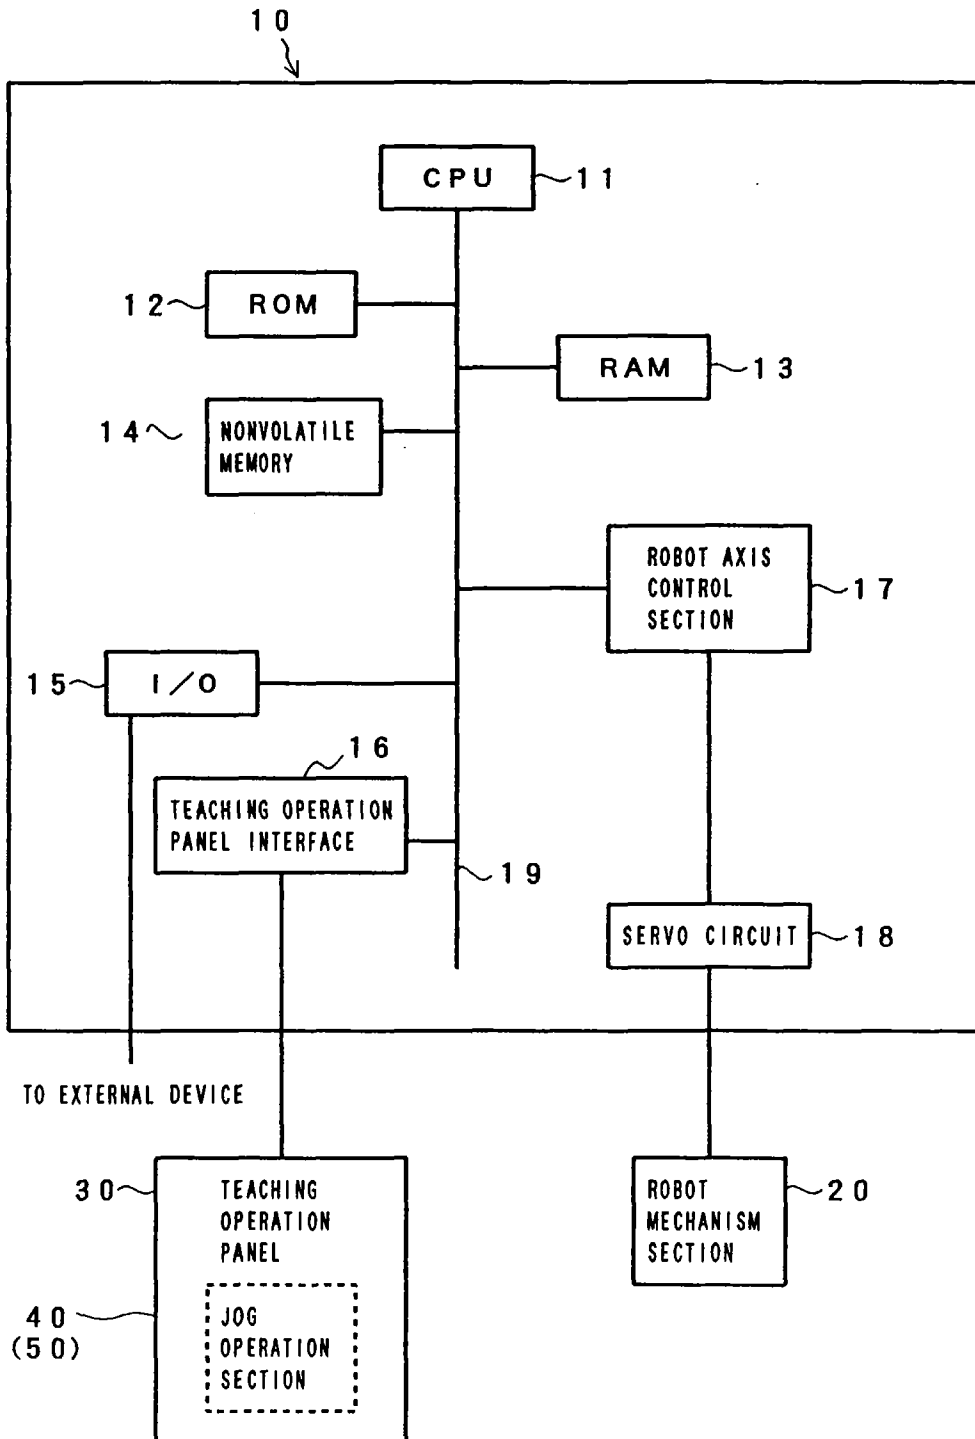 10
CPU
11
12
ROM
RAM
13
14
NONVOLATILE
MEMORY
ROBOT AXIS
CONTROL
SECTION
17
15
I/O
16
TEACHING OPERATION
PANEL INTERFACE
19
SERVO CIRCUIT
18
TO EXTERNAL DEVICE
30
TEACHING
OPERATION
PANEL
ROBOT
MECHANISM
SECTION
20
40
(50)
JOG
OPERATION
SECTION